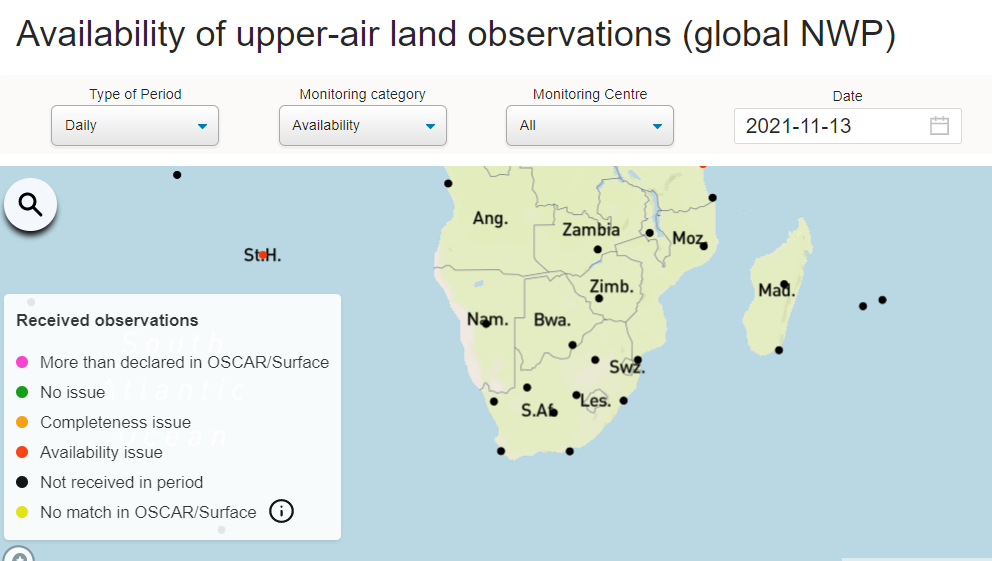 Availability of upper-air land observations (global NWP)
Type of Period
Monitoring category
Monitoring Centre
Date
Daily
Availability
All
2021-11-13
Ang.
Zambia
Moz.
St.H.
Zimb.
Mad.
Nam.
Bwa.
Swz.
S.Af.
Les.
South
Atlantic
Ocean
Received observations
More than declared in OSCAR/Surface
No issue
Completeness issue
Availability issue
Not received in period
No match in OSCAR/Surface